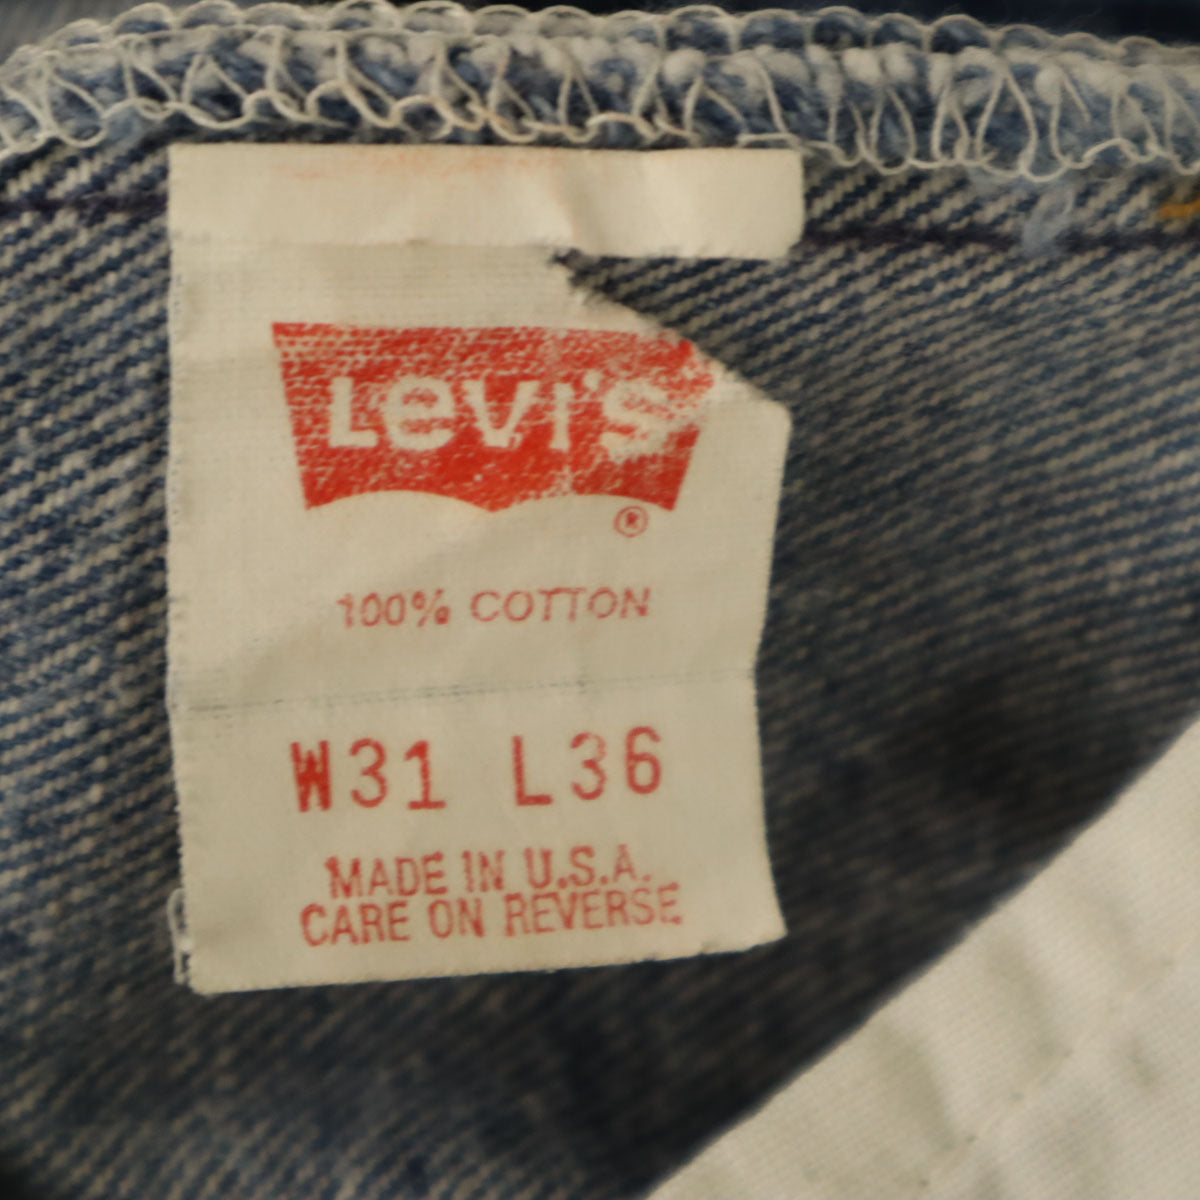 Levi's
®
100% COTTON
W31 L36
MADE IN U.S.A.
CARE ON REVERSE